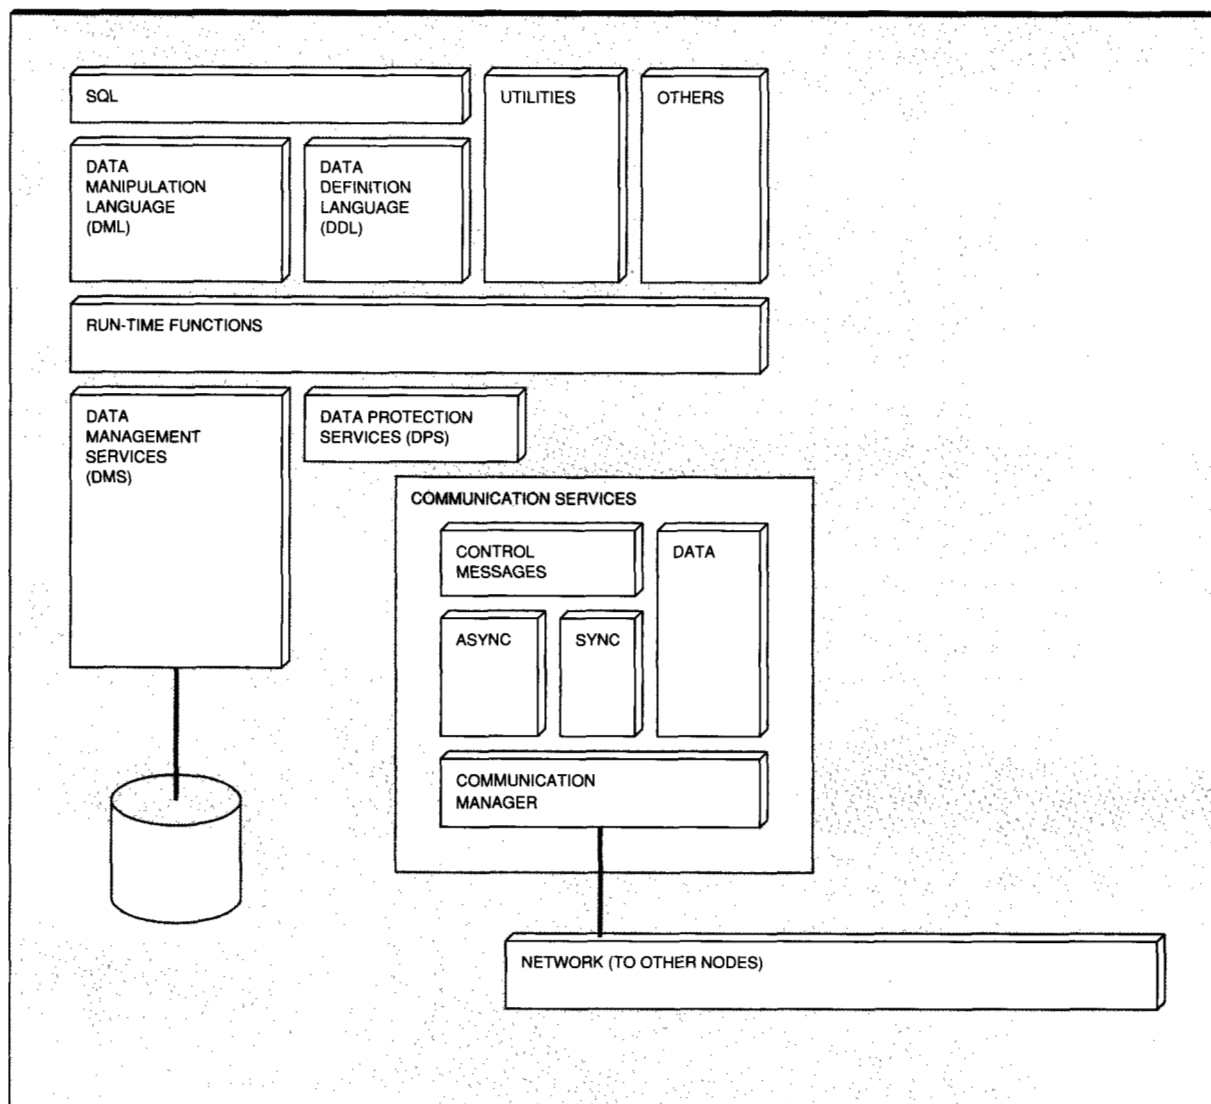 SQL
UTILITIES
OTHERS
DATA
MANIPULATION
LANGUAGE
(DML)
DATA
DEFINITION
LANGUAGE
(DDL)
RUN-TIME FUNCTIONS
DATA
MANAGEMENT
SERVICES
(DMS)
DATA PROTECTION
SERVICES (DPS)
COMMUNICATION SERVICES
CONTROL
MESSAGES
DATA
ASYNC
SYNC
COMMUNICATION
MANAGER
NETWORK (TO OTHER NODES)